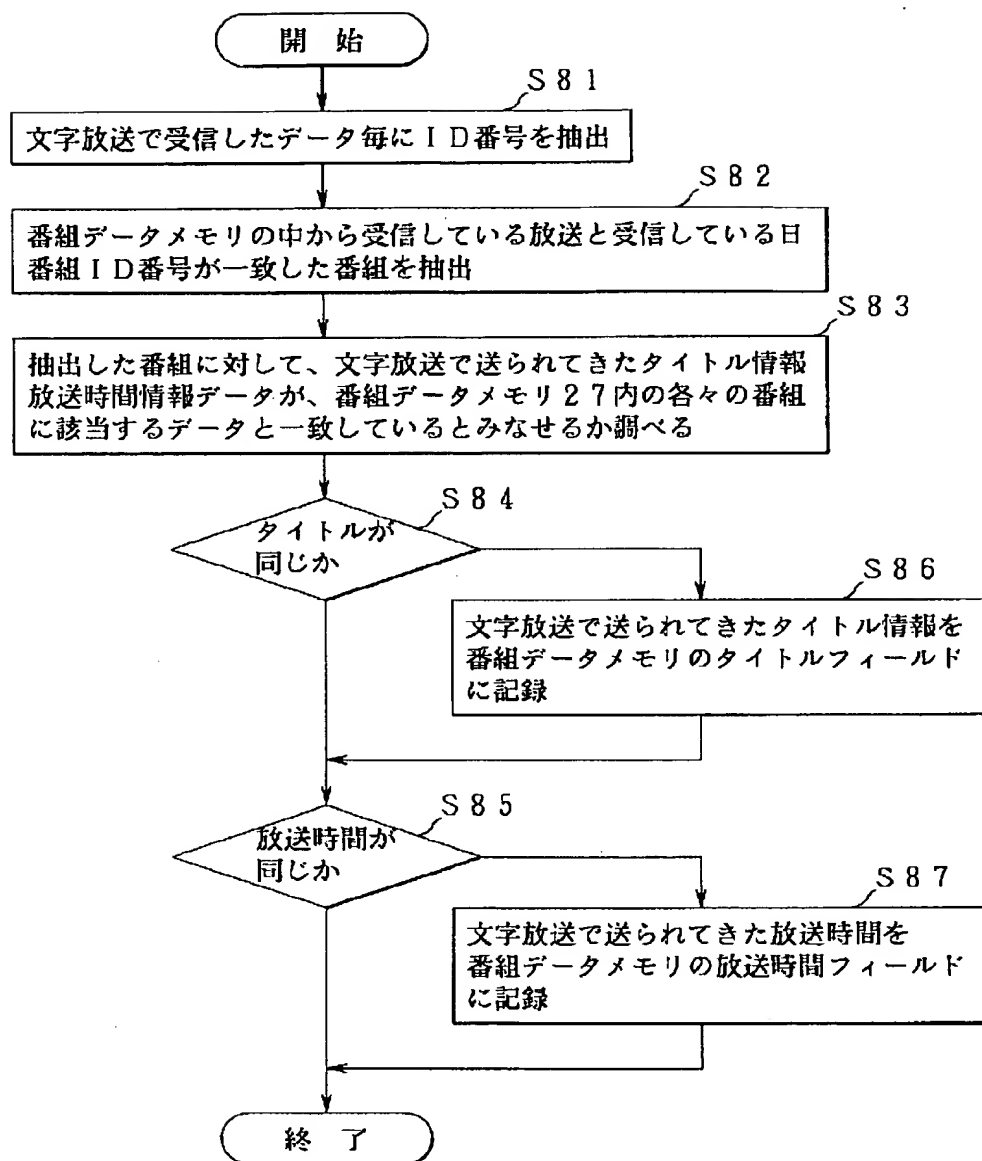 開 始
S81
文字放送で受信したデータ毎にID番号を抽出
S82
番組データメモリの中から受信している放送と受信している日
番組ID番号が一致した番組を抽出
S83
抽出した番組に対して、文字放送で送られてきたタイトル情報
放送時間情報データが、番組データメモリ27内の各々の番組
に該当するデータと一致しているとみなせるか調べる
S84
タイトルが
同じか
S86
文字放送で送られてきたタイトル情報を
番組データメモリのタイトルフィールド
に記録
S85
放送時間が
同じか
S87
文字放送で送られてきた放送時間を
番組データメモリの放送時間フィールド
に記録
終 了